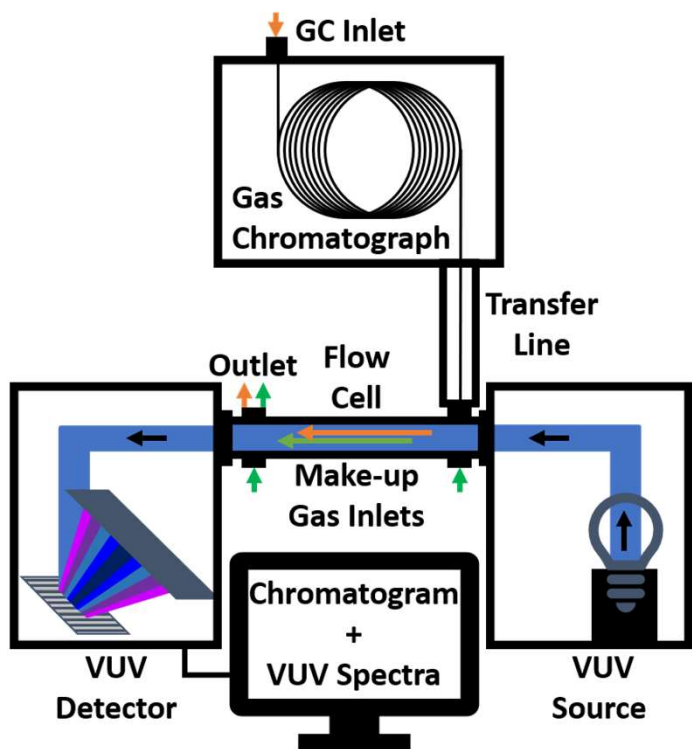 GC Inlet
Gas
Chromatograph
Transfer
Line
Outlet
Flow
Cell
Make-up
Gas Inlets
Chromatogram
+
VUV Spectra
VUV
Detector
VUV
Source